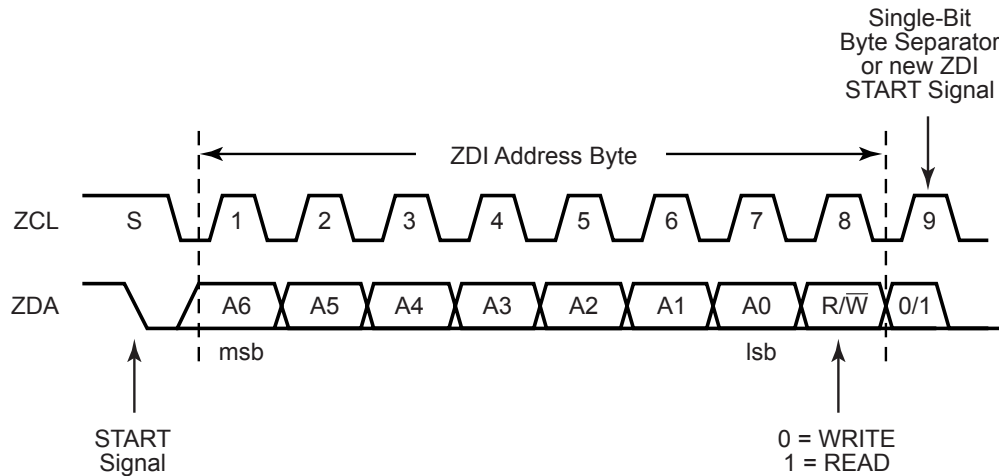 Single-Bit
Byte Separator
or new ZDI
START Signal
ZDI Address Byte
ZCL S 1 2 3 4 5 6 7 8 9
ZDA A6 A5 A4 A3 A2 A1 A0 R/W̅ 0/1
msb lsb
START
Signal
0 = WRITE
1 = READ